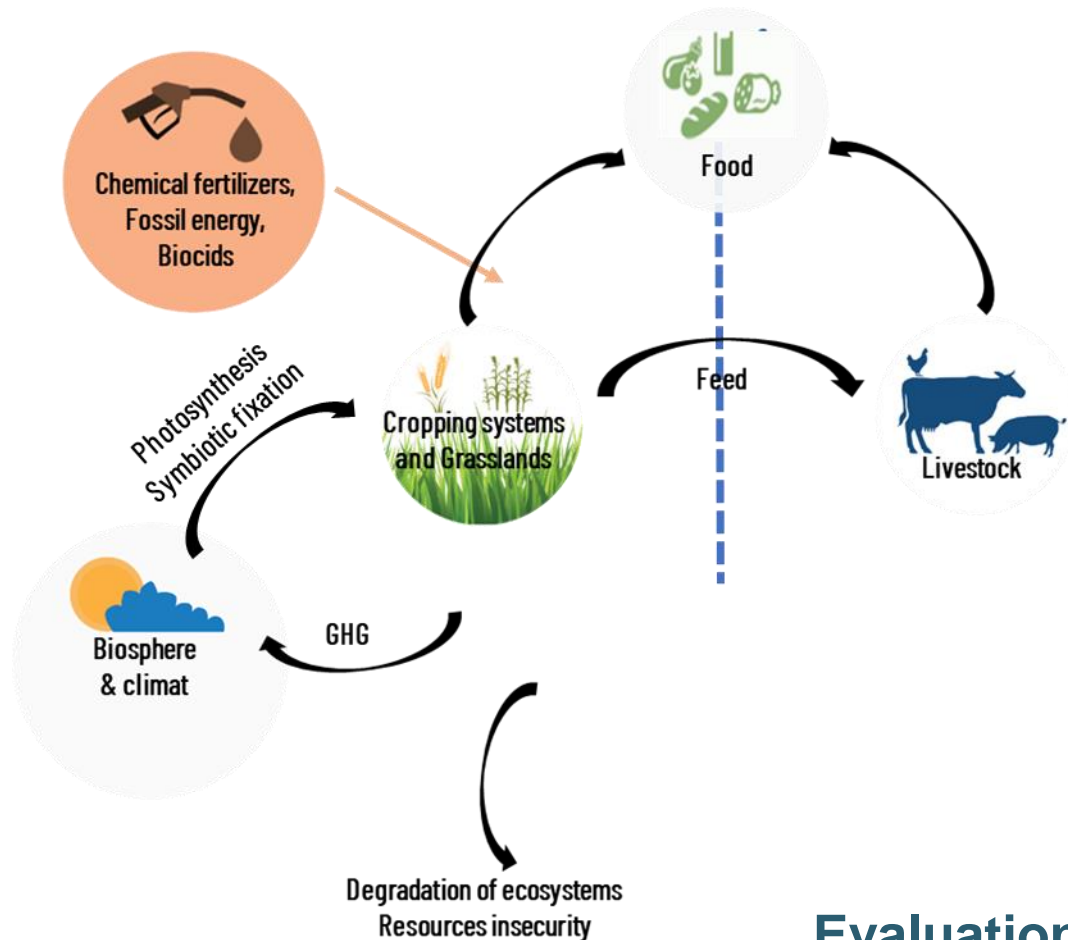 Chemical fertilizers,
Fossil energy,
Biocids
Food
Photosynthesis
Symbiotic fixation
Cropping systems
and Grasslands
Feed
Livestock
Biosphere
& climat
GHG
Degradation of ecosystems
Resources insecurity
Evaluation